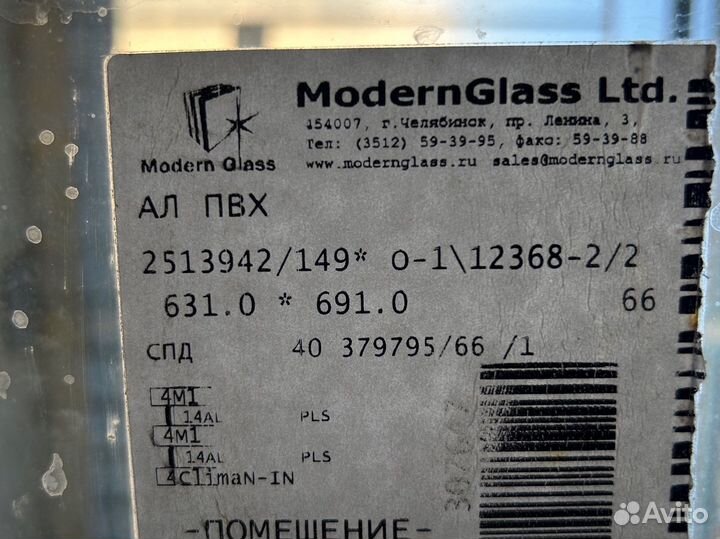 ModernGlass Ltd.
454007, г.Челябинск, пр. Ленина, 3,
Тел: (3512) 59-39-95, факс: 59-39-88
www.modernglass.ru sales@modernglass.ru
Modern Glass
АЛ ПВХ
2513942/149* о-1\12368-2/2
631.0 * 691.0 66
СПД 40 379795/66 /1
4М1
14AL PLS
4М1
14AL PLS
4ClimaN-IN
-ПОМЕЩЕНИЕ-
Avito